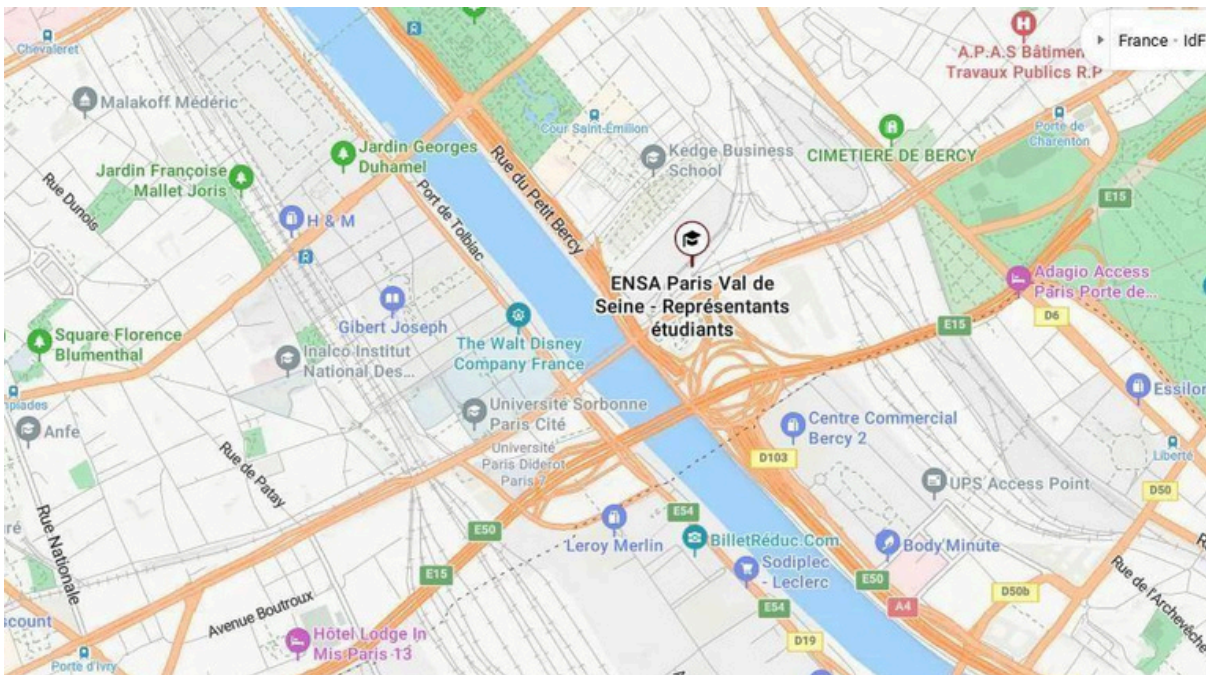 Chevaleret
A.P.A.S Bâtimen
Travaux Publics R.P
France - IdF
Malakoff Médéric
Cour Saint-Émilion
Porte de
Charenton
Jardin Georges
Duhamel
Kedge Business
School
CIMETIERE DE BERCY
Jardin Françoise
Mallet Joris
Rue Dunois
Rue du Petit Bercy
Port de Tolbiac
E15
H & M
ENSA Paris Val de
Seine - Représentants
étudiants
Adagio Access
Paris Porte de...
D6
E15
Gibert Joseph
Square Florence
Blumenthal
The Walt Disney
Company France
Inalco Institut
National Des...
Essilor
mpiades
Université Sorbonne
Paris Cité
Centre Commercial
Bercy 2
Anfe
Université
Paris Diderot
Paris 7
Liberté
D103
Rue de Patay
UPS Access Point
D50
Rue Nationale
E54
E50
Leroy Merlin
BilletRéduc.Com
Body'Minute
Sodiplec
- Leclerc
E15
E50
D50b
Rue de l'Archevêché
Avenue Boutroux
E54
A4
scount
Hôtel Lodge In
Mis Paris 13
D19
Porte d'Ivry